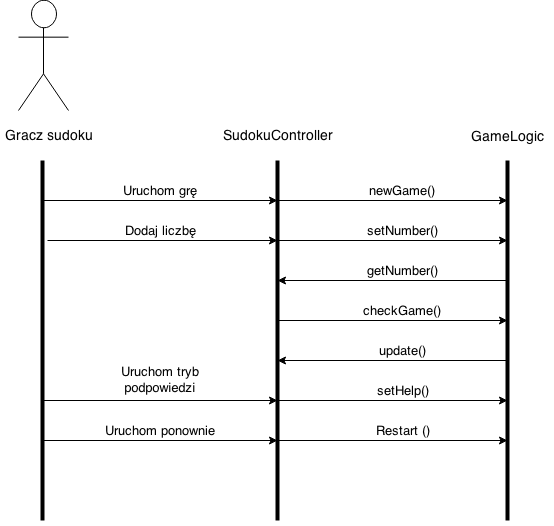 Gracz sudoku
SudokuController
GameLogic
Uruchom grę
newGame()
Dodaj liczbę
setNumber()
getNumber()
checkGame()
update()
Uruchom tryb
podpowiedzi
setHelp()
Uruchom ponownie
Restart ()